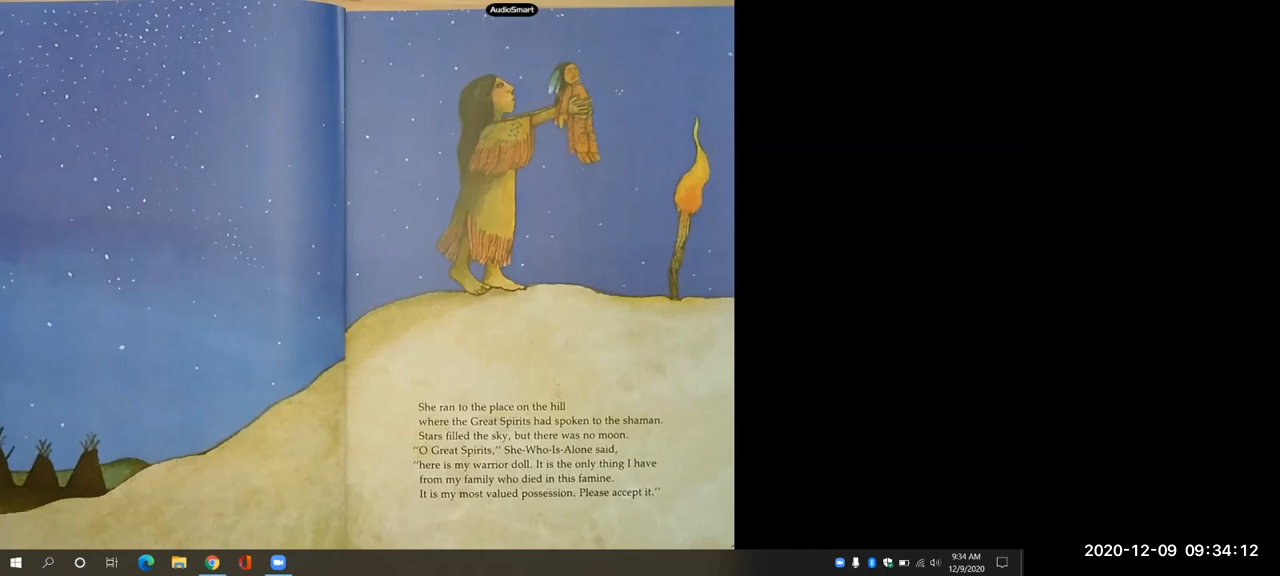 AudioSmart
She ran to the place on the hill
where the Great Spirits had spoken to the shaman.
Stars filled the sky, but there was no moon.
"O Great Spirits," She-Who-Is-Alone said,
"here is my warrior doll. It is the only thing I have
from my family who died in this famine.
It is my most valued possession. Please accept it."
9:34 AM
12/9/2020
2020-12-09 09:34:12